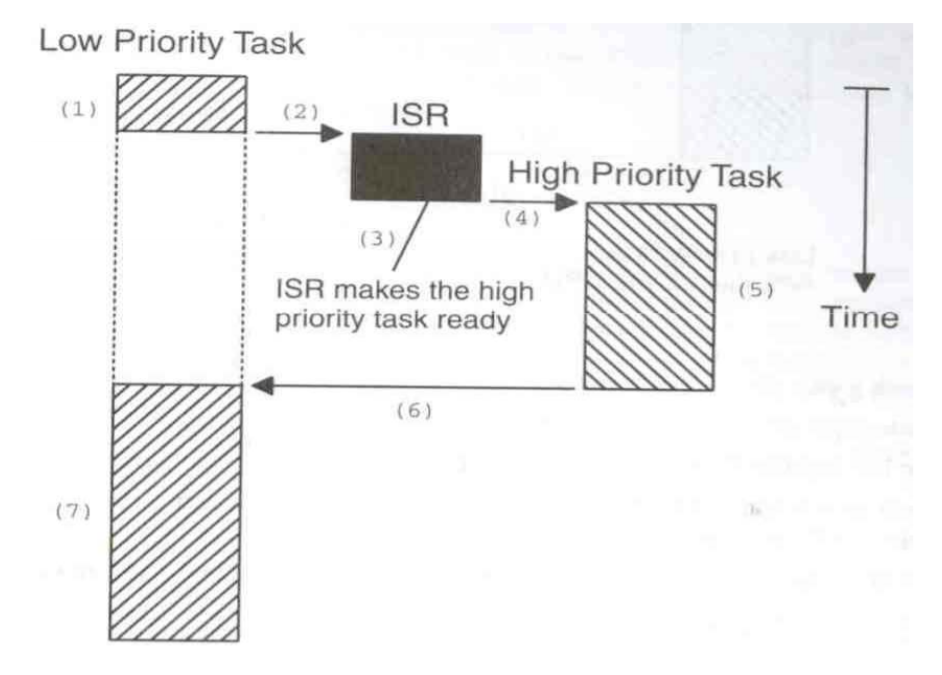 Low Priority Task
(1)
(2)
ISR
High Priority Task
(3)
(4)
ISR makes the high
priority task ready
(5)
Time
(6)
(7)